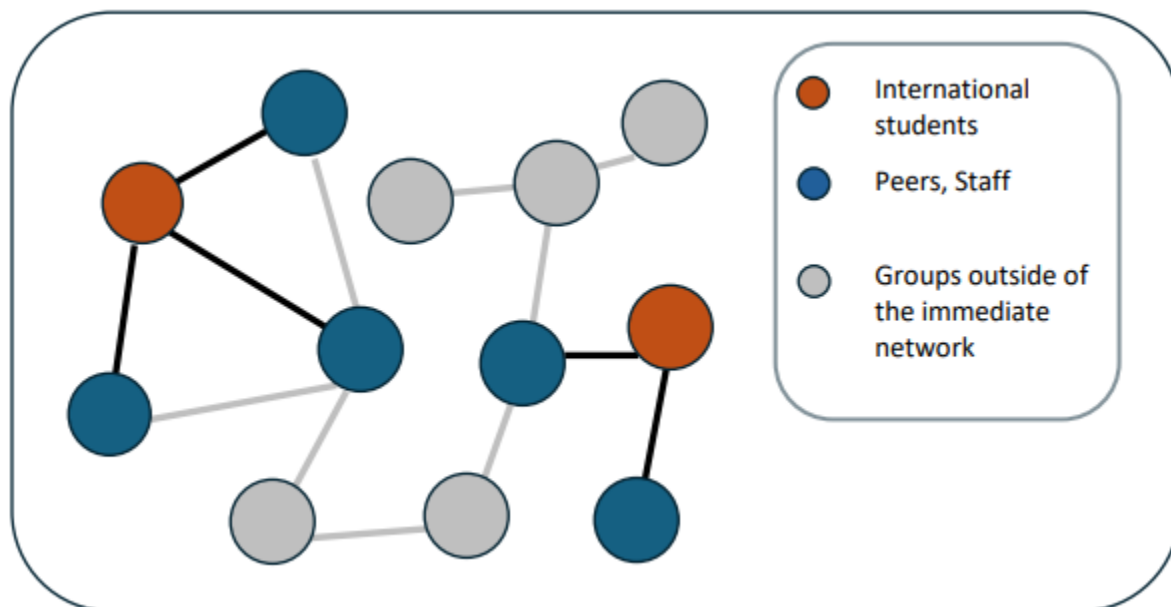 International
students
Peers, Staff
Groups outside of
the immediate
network